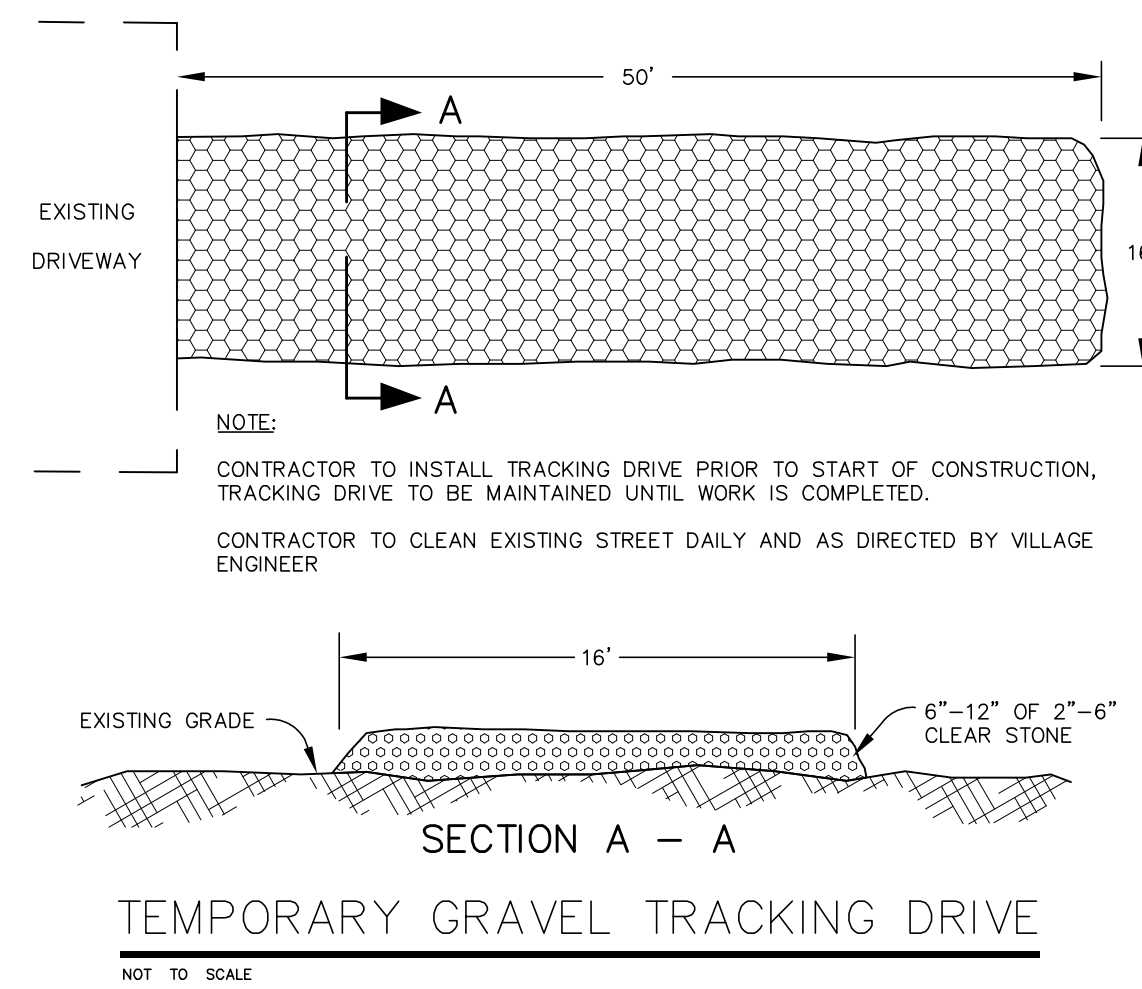 50'
A
EXISTING
DRIVEWAY
16
A
NOTE:
CONTRACTOR TO INSTALL TRACKING DRIVE PRIOR TO START OF CONSTRUCTION,
TRACKING DRIVE TO BE MAINTAINED UNTIL WORK IS COMPLETED.
CONTRACTOR TO CLEAN EXISTING STREET DAILY AND AS DIRECTED BY VILLAGE
ENGINEER
16'
EXISTING GRADE
6"-12" OF 2"-6"
CLEAR STONE
SECTION A - A
TEMPORARY GRAVEL TRACKING DRIVE
NOT TO SCALE